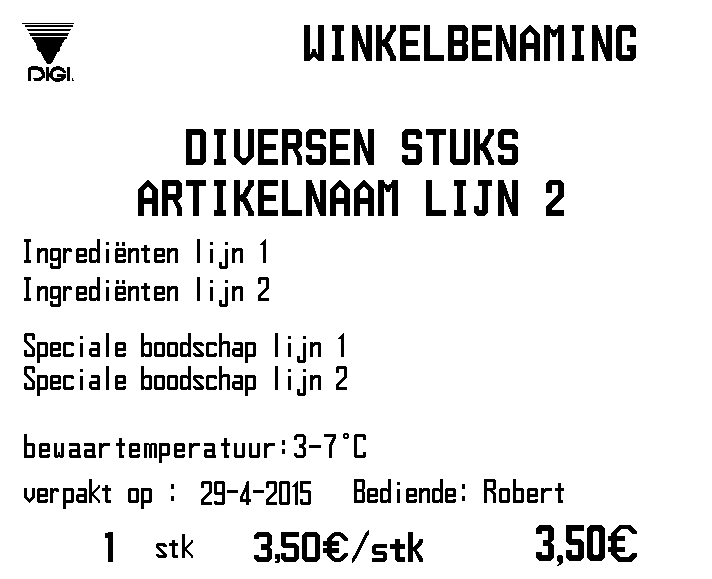 DIGI.
WINKELBENAMING
DIVERSEN STUKS
ARTIKELNAAM LIJN 2
Ingrediënten lijn 1
Ingrediënten lijn 2
Speciale boodschap lijn 1
Speciale boodschap lijn 2
bewaartemperatuur:3-7°C
verpakt op : 29-4-2015 Bediende: Robert
1 stk 3,50€/stk 3,50€